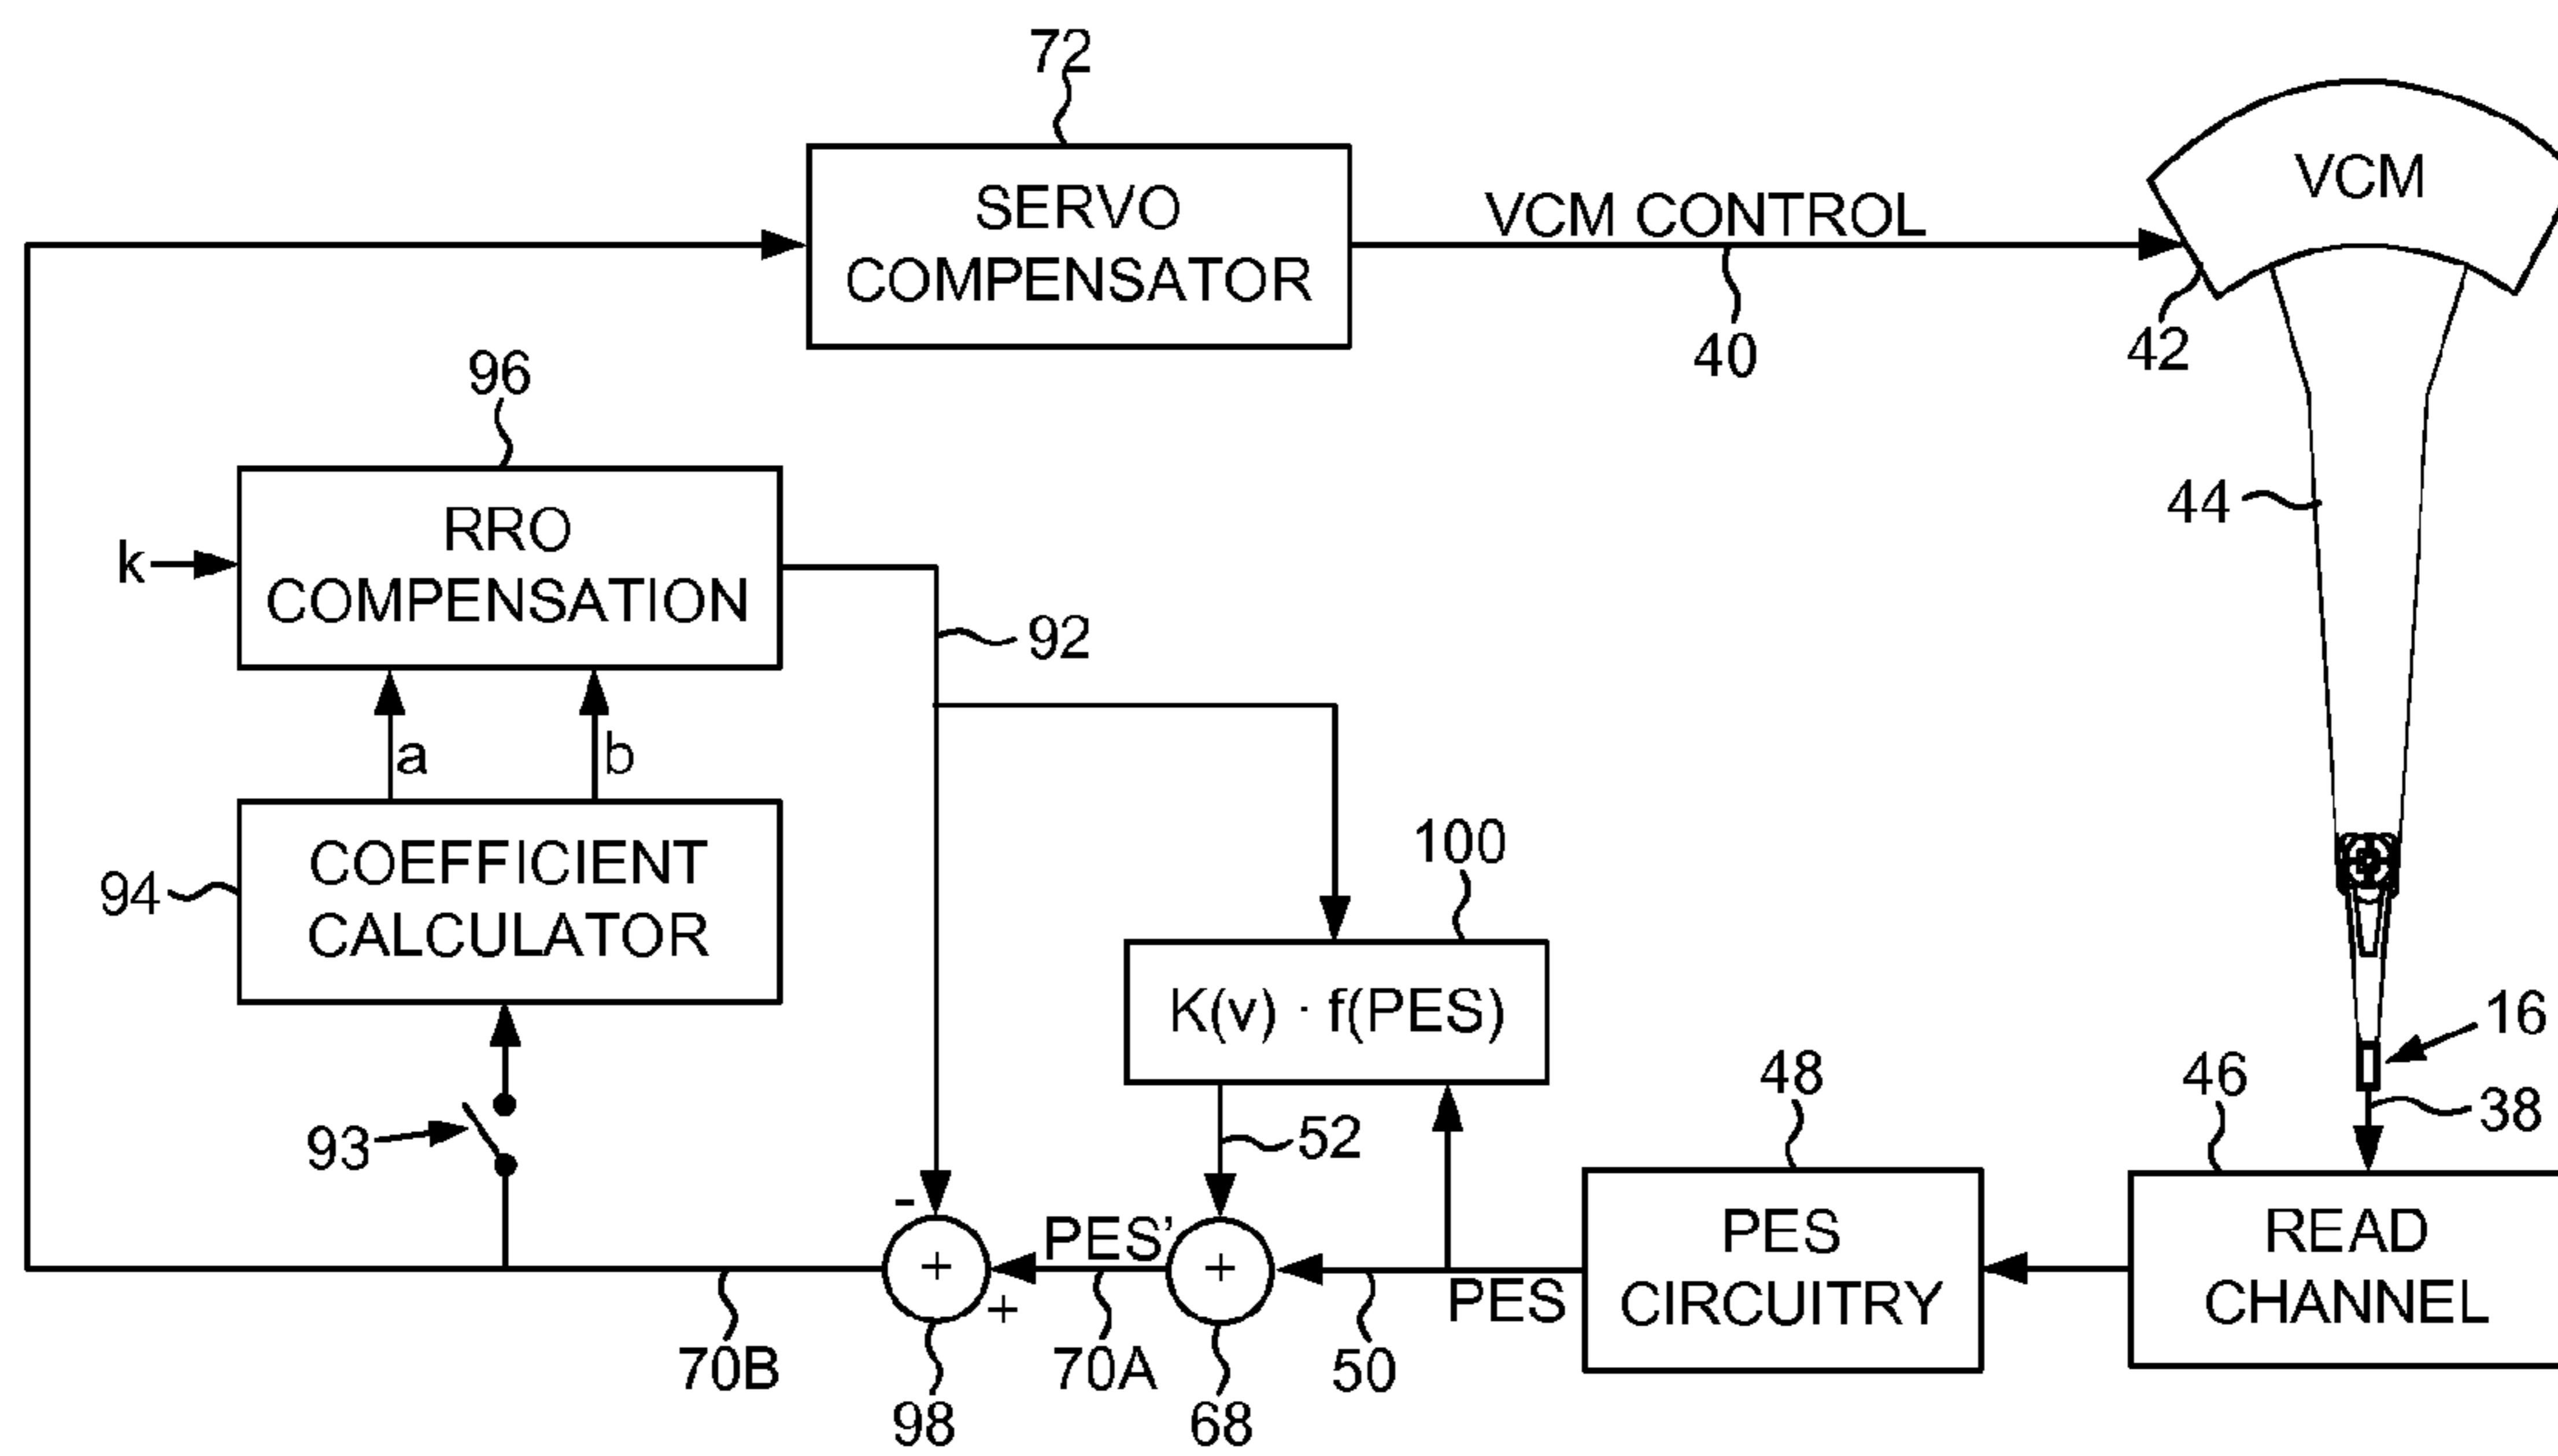 72
SERVO
COMPENSATOR
VCM CONTROL
40
VCM
42
96
RRO
COMPENSATION
k
92
44
a
b
94
COEFFICIENT
CALCULATOR
100
K(v) · f(PES)
16
38
93
52
48
46
PES
CIRCUITRY
READ
CHANNEL
-
+
+
PES’
+
PES
70B
98
70A
68
50